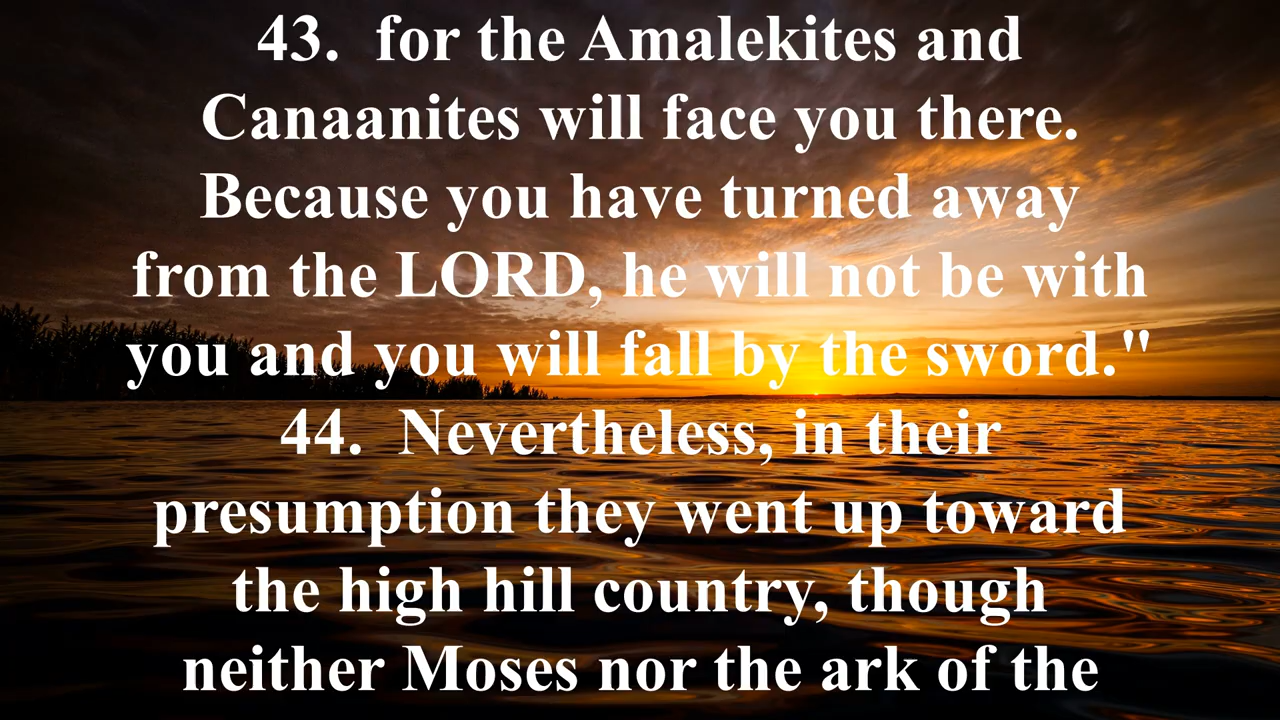 43.  for the Amalekites and
Canaanites will face you there.
Because you have turned away
from the LORD, he will not be with
you and you will fall by the sword."
44.  Nevertheless, in their
presumption they went up toward
the high hill country, though
neither Moses nor the ark of the